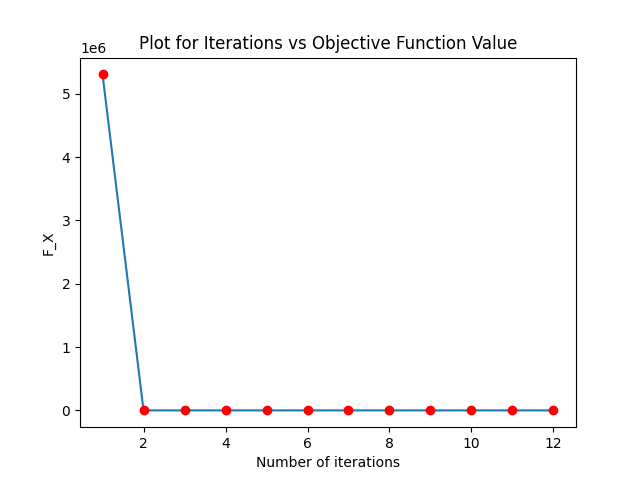 Plot for Iterations vs Objective Function Value
1e6
5
4
3
2
1
0
F_X
2 4 6 8 10 12
Number of iterations